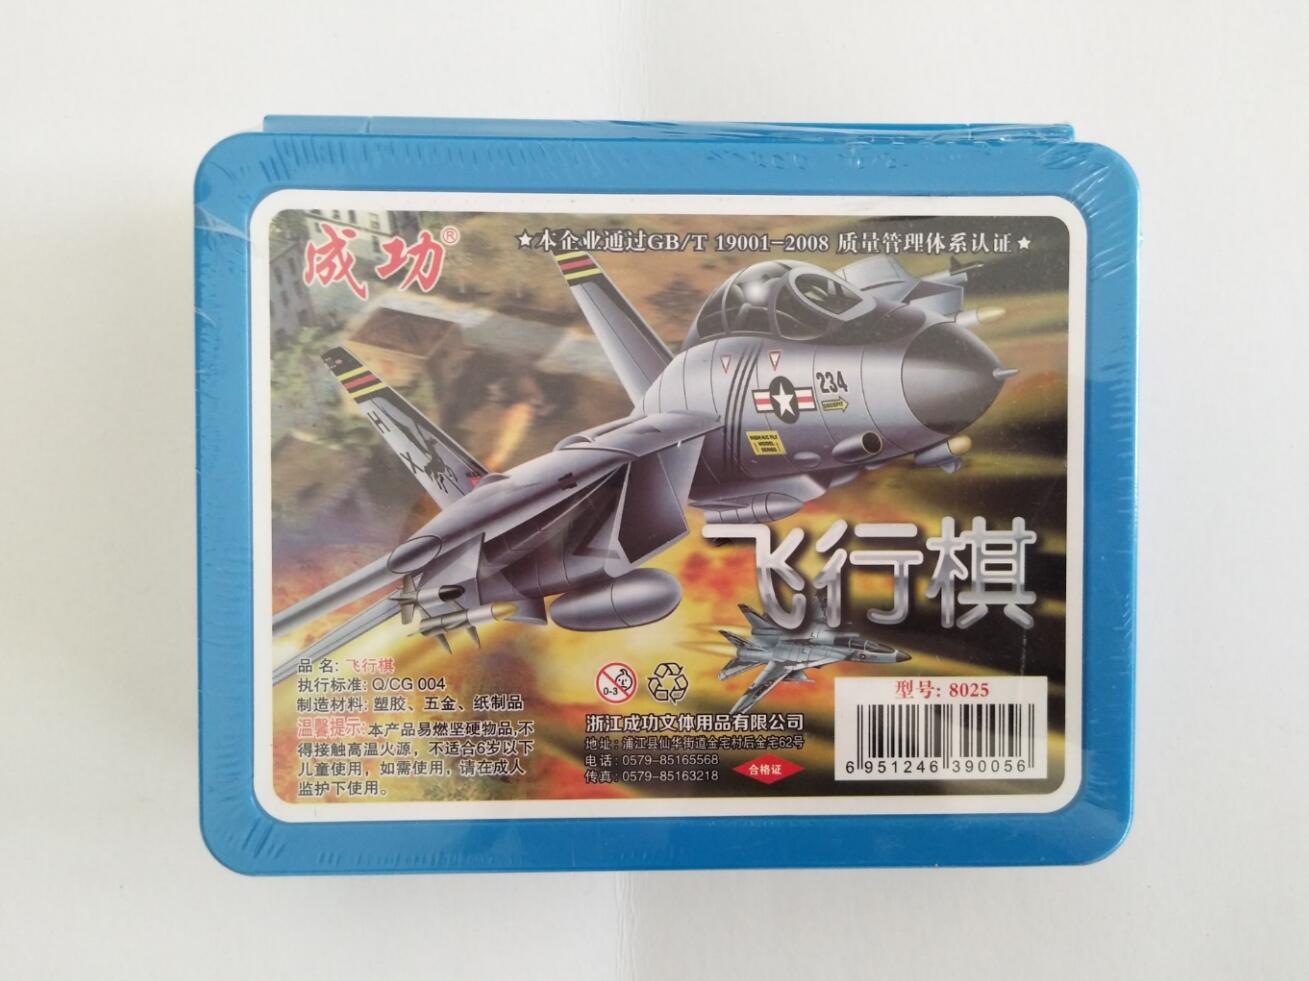 成功®
★本企业通过GB/T 19001-2008 质量管理体系认证★
234
飞行棋
品 名: 飞行棋
执行标准: Q/CG 004
制造材料: 塑胶、五金、纸制品
温馨提示:本产品易燃坚硬物品,不
得接触高温火源，不适合6岁以下
儿童使用，如需使用，请在成人
监护下使用。
0-3
浙江成功文体用品有限公司
地址：浦江县仙华街道金宅村后金宅62号
电话：0579-85165568
传真：0579-85163218
合格证
型号: 8025
6 951246 390056